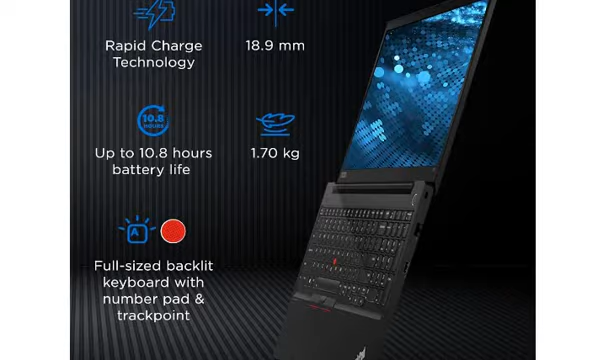 Rapid Charge
Technology
18.9 mm
10.8
HOURS
Up to 10.8 hours
battery life
1.70 kg
A
Full-sized backlit
keyboard with
number pad &
trackpoint